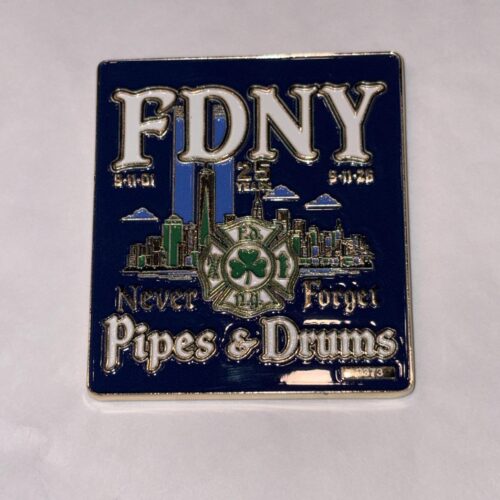 FDNY
9-11-01 25 9-11-26
YEARS
F.D.
N.Y.
Never Forget
Pipes & Drums